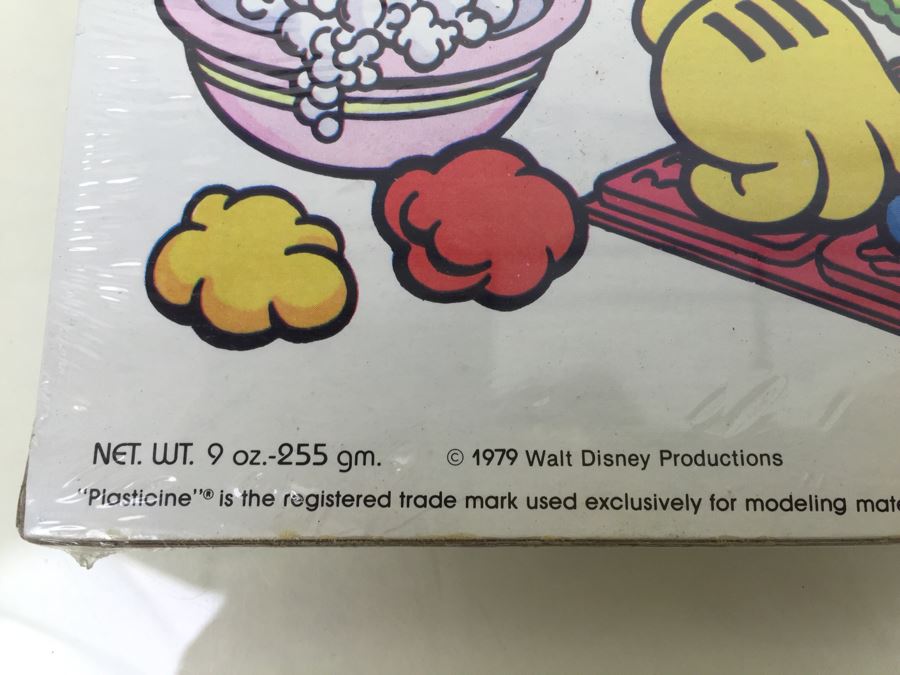 NET. WT. 9 oz.-255 gm. © 1979 Walt Disney Productions
"Plasticine"® is the registered trade mark used exclusively for modeling